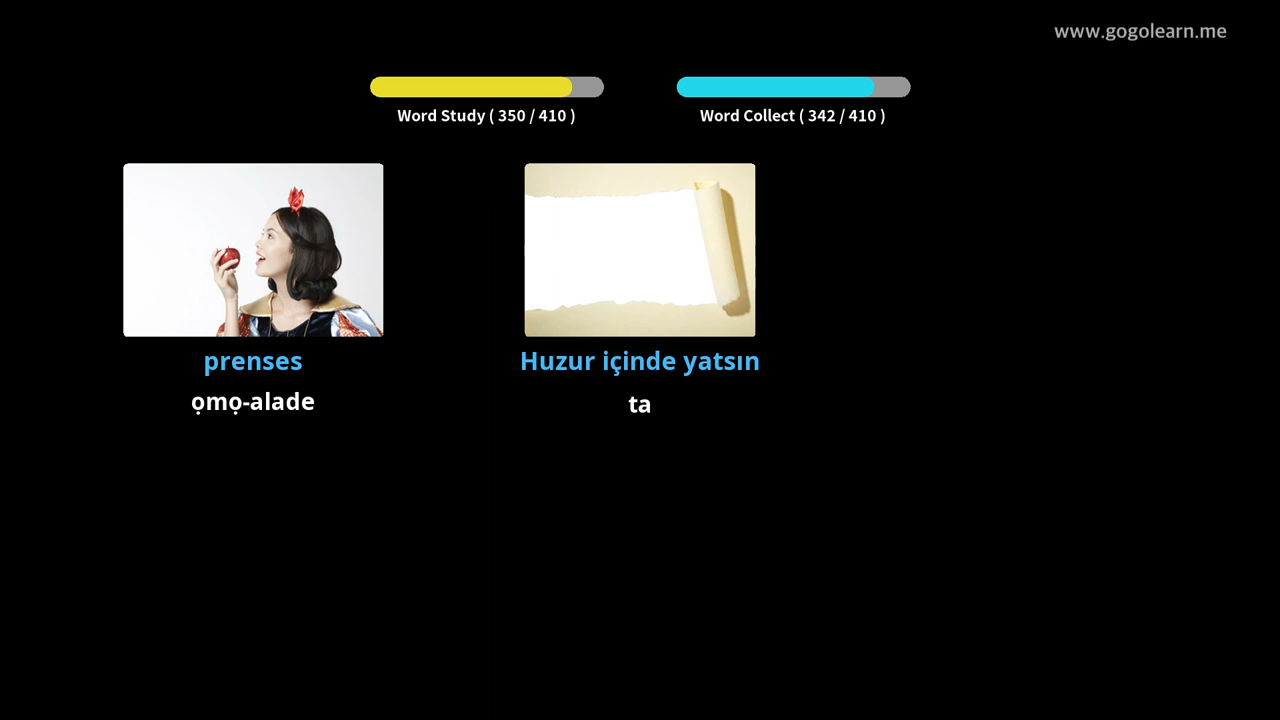 www.gogolearn.me
Word Study ( 350 / 410 )
Word Collect ( 342 / 410 )
prenses
ọmọ-alade
Huzur içinde yatsın
ta